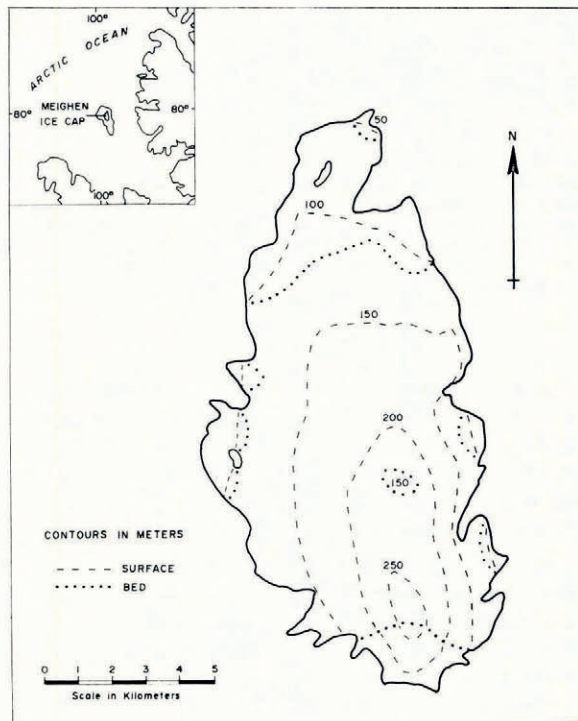 100°
ARCTIC OCEAN
MEIGHEN
ICE CAP
80°
80°
100°
50
N
100
150
200
150
250
CONTOURS IN METERS
SURFACE
BED
0 1 2 3 4 5
Scale in Kilometers